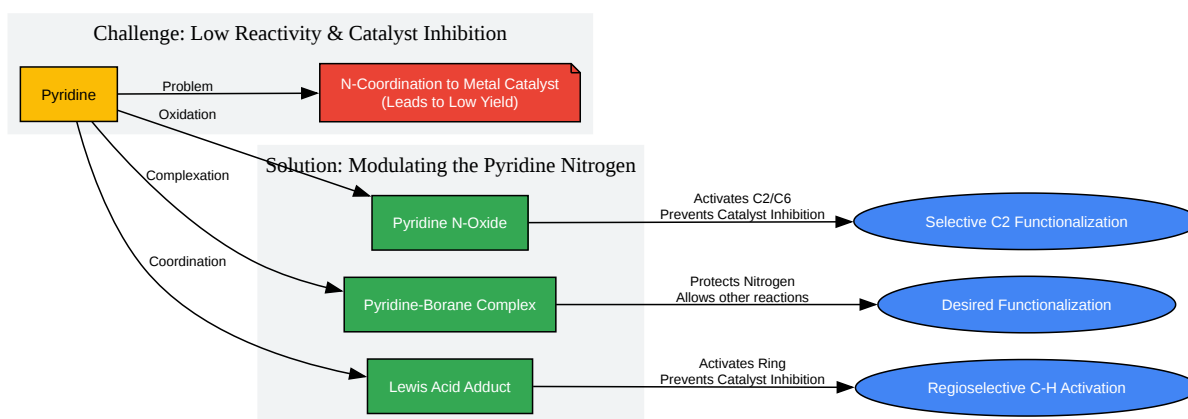 Challenge: Low Reactivity & Catalyst Inhibition
Pyridine
Problem
N-Coordination to Metal Catalyst
(Leads to Low Yield)
Oxidation
Solution: Modulating the Pyridine Nitrogen
Complexation
Pyridine N-Oxide
Activates C2/C6
Prevents Catalyst Inhibition
Selective C2 Functionalization
Coordination
Pyridine-Borane Complex
Protects Nitrogen
Allows other reactions
Desired Functionalization
Lewis Acid Adduct
Activates Ring
Prevents Catalyst Inhibition
Regioselective C-H Activation